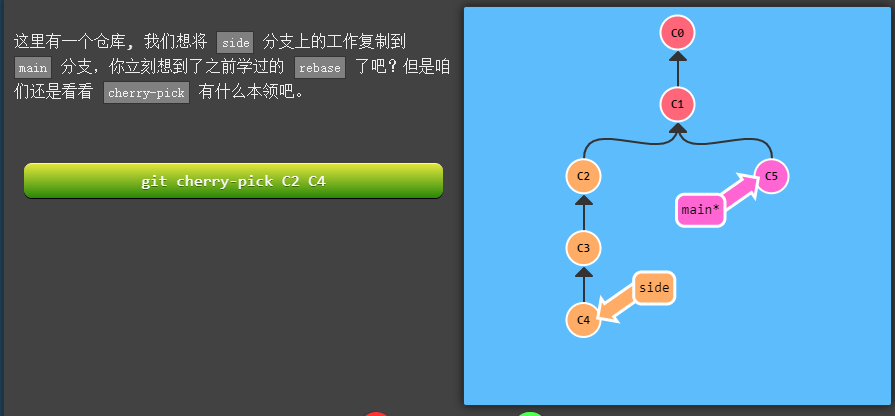 这里有一个仓库, 我们想将 side 分支上的工作复制到
main 分支，你立刻想到了之前学过的 rebase 了吧？但是咱
们还是看看 cherry-pick 有什么本领吧。
git cherry-pick C2 C4
C0
C1
C2
C5
main*
C3
side
C4